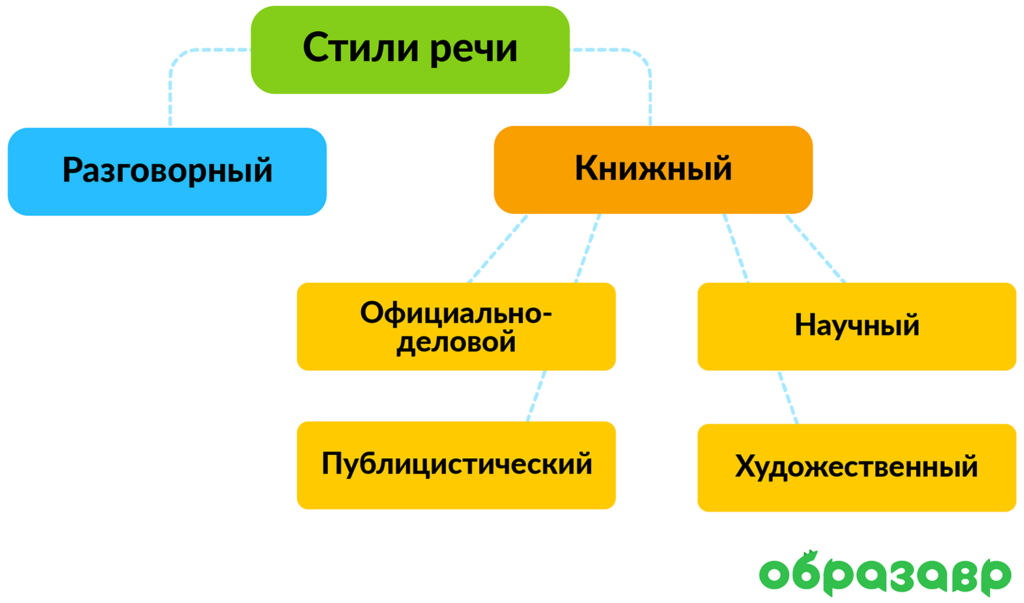 Стили речи
Разговорный
Книжный
Официально-
деловой
Научный
Публицистический
Художественный
образавр